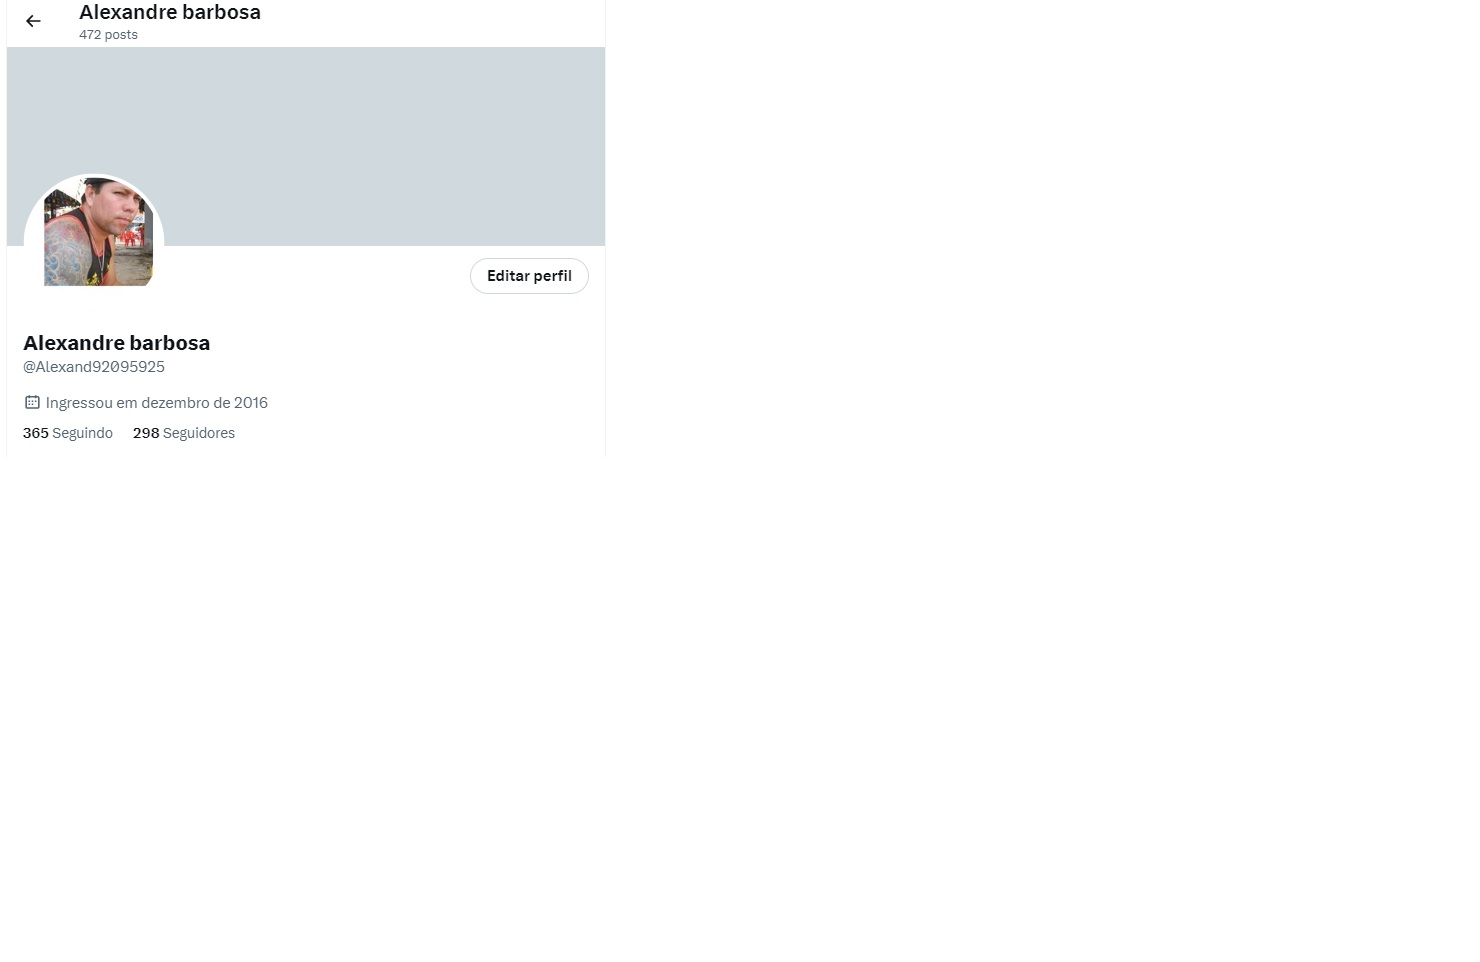 Alexandre barbosa
472 posts
Editar perfil
Alexandre barbosa
@Alexand92095925
Ingressou em dezembro de 2016
365 Seguindo 298 Seguidores